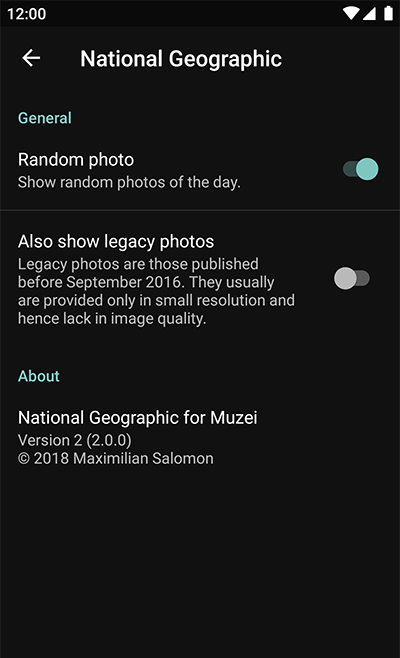 12:00
National Geographic
General
Random photo
Show random photos of the day.
Also show legacy photos
Legacy photos are those published
before September 2016. They usually
are provided only in small resolution and
hence lack in image quality.
About
National Geographic for Muzei
Version 2 (2.0.0)
© 2018 Maximilian Salomon